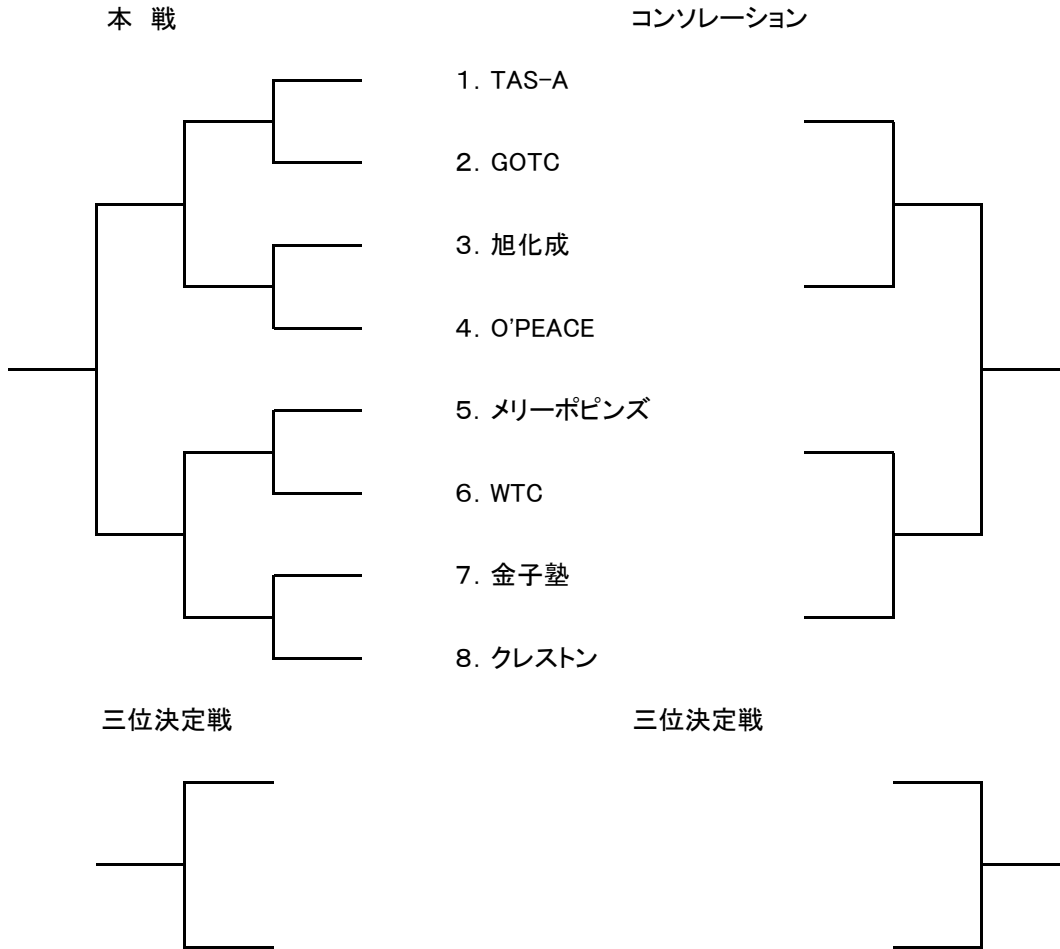 本 戦
コンソレーション
1. TAS-A
2. GOTC
3. 旭化成
4. O'PEACE
5. メリーポピンズ
6. WTC
7. 金子塾
8. クレストン
三位決定戦
三位決定戦